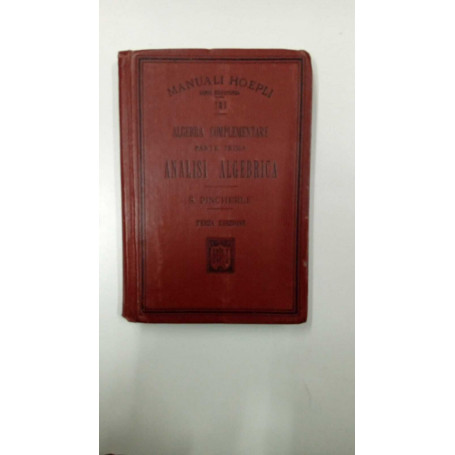 MANUALI HOEPLI
ALGEBRA COMPLEMENTARE
PARTE PRIMA
ANALISI ALGEBRICA
S. PINCHERLE